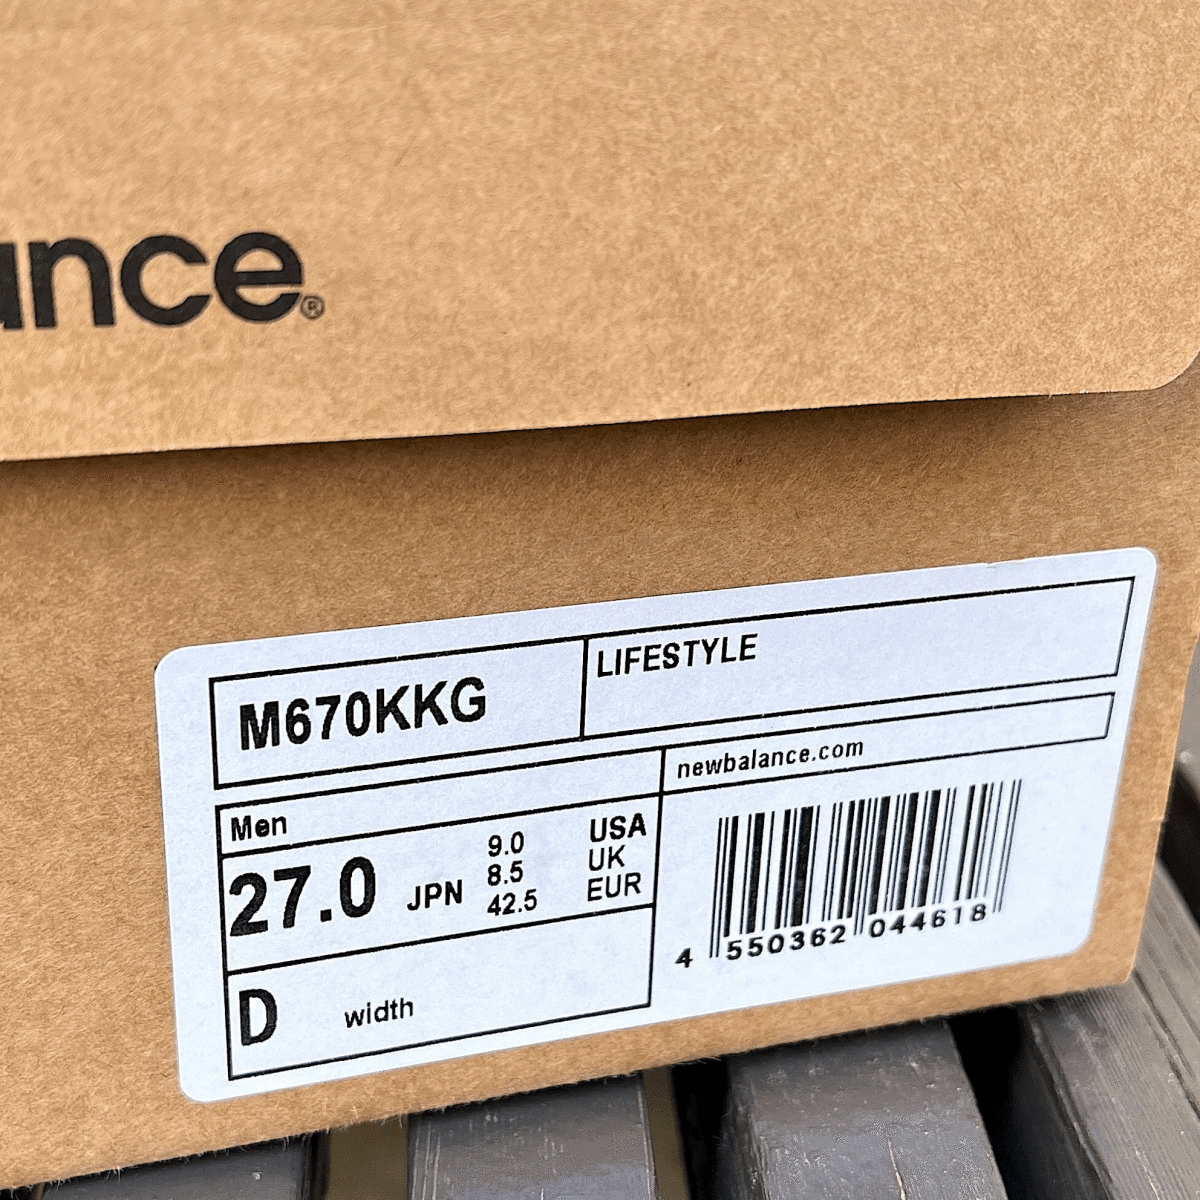 ance®
M670KKG
LIFESTYLE
newbalance.com
Men
27.0 JPN
9.0 USA
8.5 UK
42.5 EUR
D width
4 550362 044618